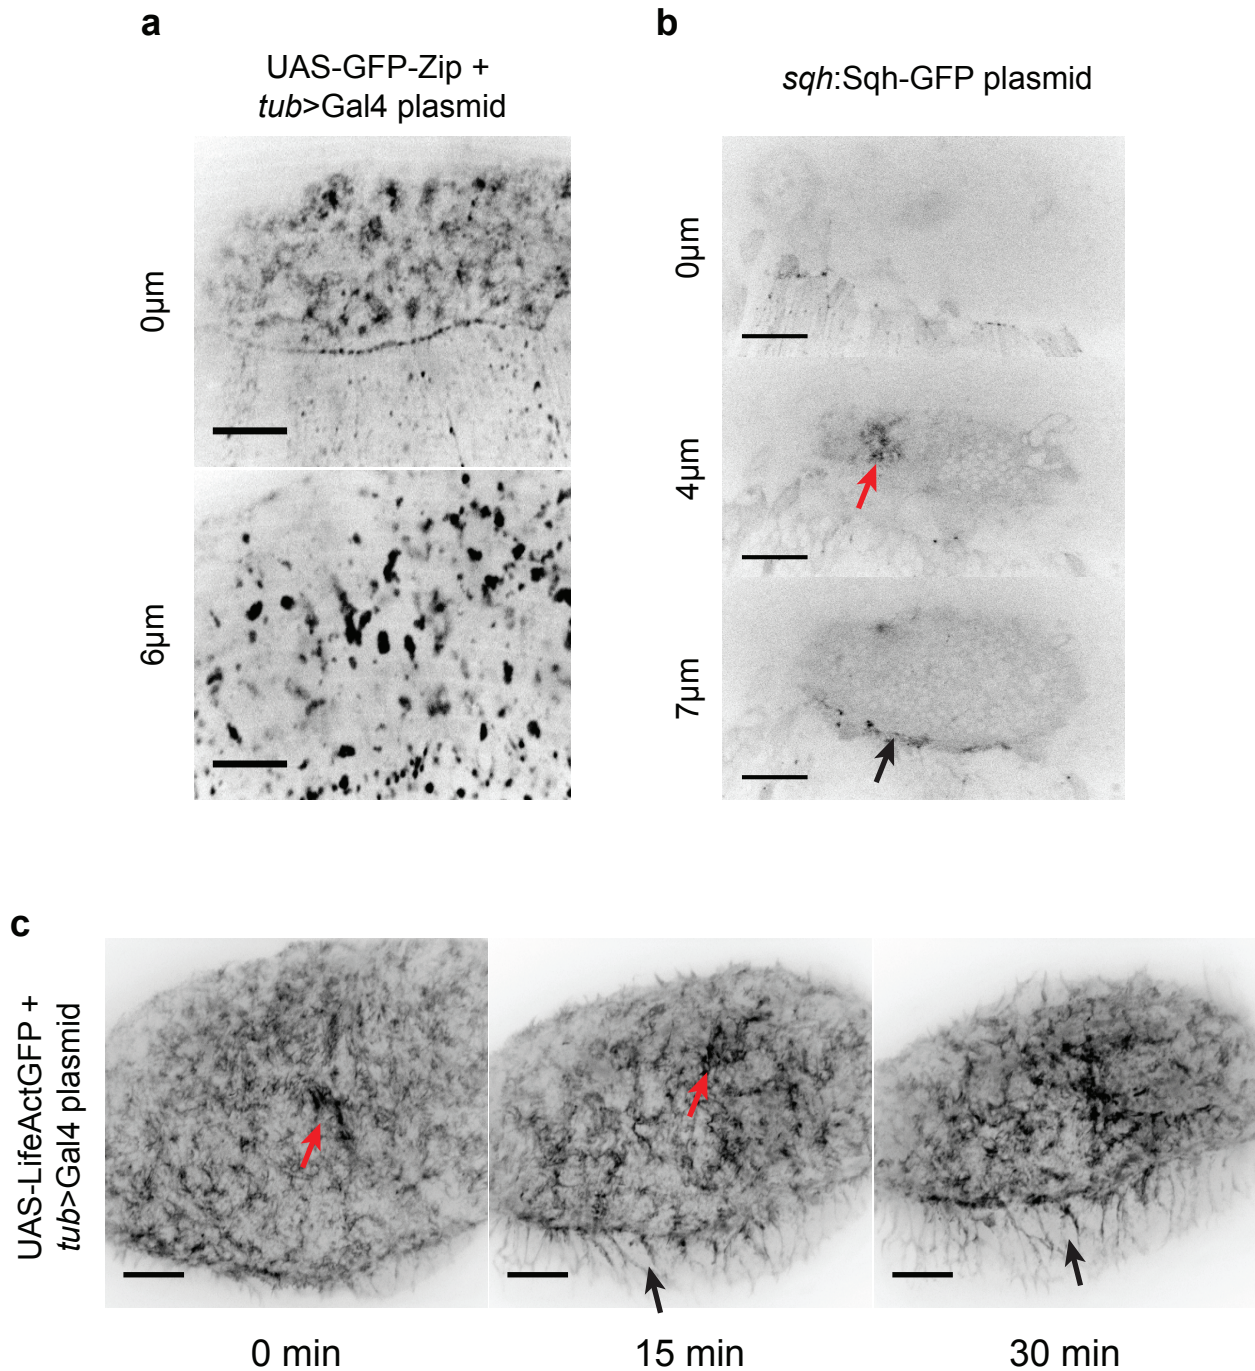 a
UAS-GFP-Zip +
tub>Gal4 plasmid
0µm
6µm
b
sqh:Sqh-GFP plasmid
0µm
4µm
7µm
c
UAS-LifeActGFP +
tub>Gal4 plasmid
0 min
15 min
30 min